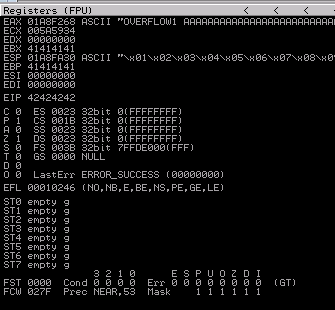 Registers (FPU) < < <
EAX 01A8F268 ASCII "OVERFLOW1 AAAAAAAAAAAAAAAAAAAAAAAA
ECX 005A5934
EDX 00000000
EBX 41414141
ESP 01A8FA30 ASCII "\x01\x02\x03\x04\x05\x06\x07\x08\x09
EBP 41414141
ESI 00000000
EDI 00000000
EIP 42424242
C 0 ES 0023 32bit 0(FFFFFFFF)
P 1 CS 001B 32bit 0(FFFFFFFF)
A 0 SS 0023 32bit 0(FFFFFFFF)
Z 1 DS 0023 32bit 0(FFFFFFFF)
S 0 FS 003B 32bit 7FFDE000(FFF)
T 0 GS 0000 NULL
D 0
O 0 LastErr ERROR_SUCCESS (00000000)
EFL 00010246 (NO,NB,E,BE,NS,PE,GE,LE)
ST0 empty g
ST1 empty g
ST2 empty g
ST3 empty g
ST4 empty g
ST5 empty g
ST6 empty g
ST7 empty g
3 2 1 0 E S P U O Z D I
FST 0000 Cond 0 0 0 0 Err 0 0 0 0 0 0 0 0 (GT)
FCW 027F Prec NEAR,53 Mask 1 1 1 1 1 1